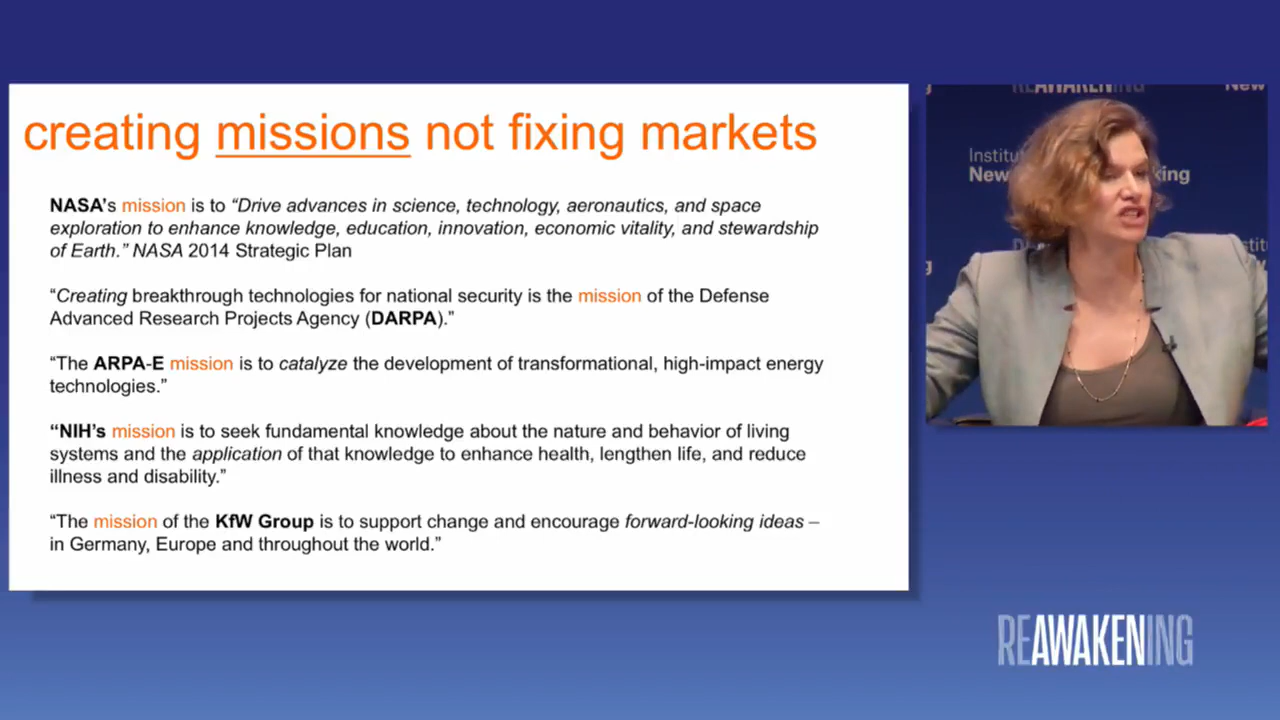 creating missions not fixing markets
NASA's mission is to “Drive advances in science, technology, aeronautics, and space
exploration to enhance knowledge, education, innovation, economic vitality, and stewardship
of Earth.” NASA 2014 Strategic Plan
“Creating breakthrough technologies for national security is the mission of the Defense
Advanced Research Projects Agency (DARPA).”
“The ARPA-E mission is to catalyze the development of transformational, high-impact energy
technologies.”
“NIH's mission is to seek fundamental knowledge about the nature and behavior of living
systems and the application of that knowledge to enhance health, lengthen life, and reduce
illness and disability.”
“The mission of the KfW Group is to support change and encourage forward-looking ideas –
in Germany, Europe and throughout the world.”
REAWAKENING
New
Institu
New
king
REAWAKENING